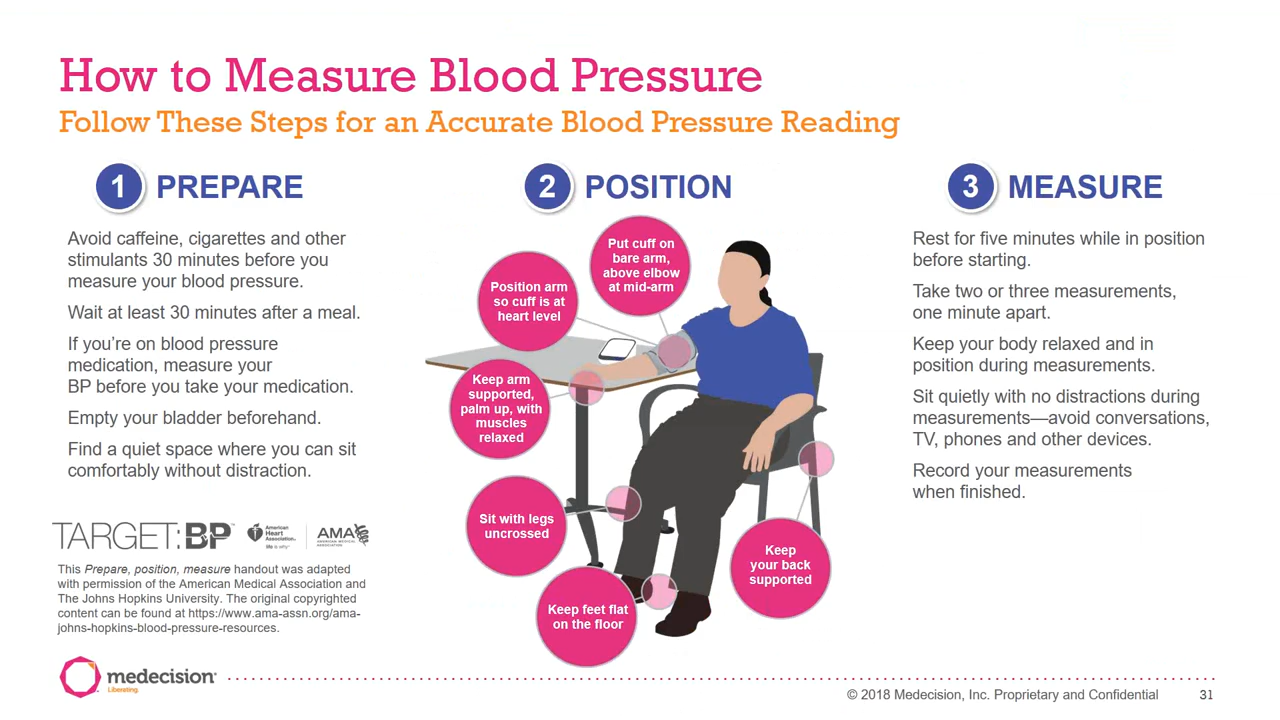 How to Measure Blood Pressure
Follow These Steps for an Accurate Blood Pressure Reading
1 PREPARE
Avoid caffeine, cigarettes and other
stimulants 30 minutes before you
measure your blood pressure.
Wait at least 30 minutes after a meal.
If you’re on blood pressure
medication, measure your
BP before you take your medication.
Empty your bladder beforehand.
Find a quiet space where you can sit
comfortably without distraction.
2 POSITION
Put cuff on
bare arm,
above elbow
at mid-arm
Position arm
so cuff is at
heart level
Keep arm
supported,
palm up, with
muscles
relaxed
Sit with legs
uncrossed
Keep
your back
supported
Keep feet flat
on the floor
3 MEASURE
Rest for five minutes while in position
before starting.
Take two or three measurements,
one minute apart.
Keep your body relaxed and in
position during measurements.
Sit quietly with no distractions during
measurements—avoid conversations,
TV, phones and other devices.
Record your measurements
when finished.
TARGET:BP™
American
Heart
Association®
life is why™
AMA
AMERICAN MEDICAL
ASSOCIATION
This Prepare, position, measure handout was adapted
with permission of the American Medical Association and
The Johns Hopkins University. The original copyrighted
content can be found at https://www.ama-assn.org/ama-
johns-hopkins-blood-pressure-resources.
medecision®
Liberating.
© 2018 Medecision, Inc. Proprietary and Confidential
31